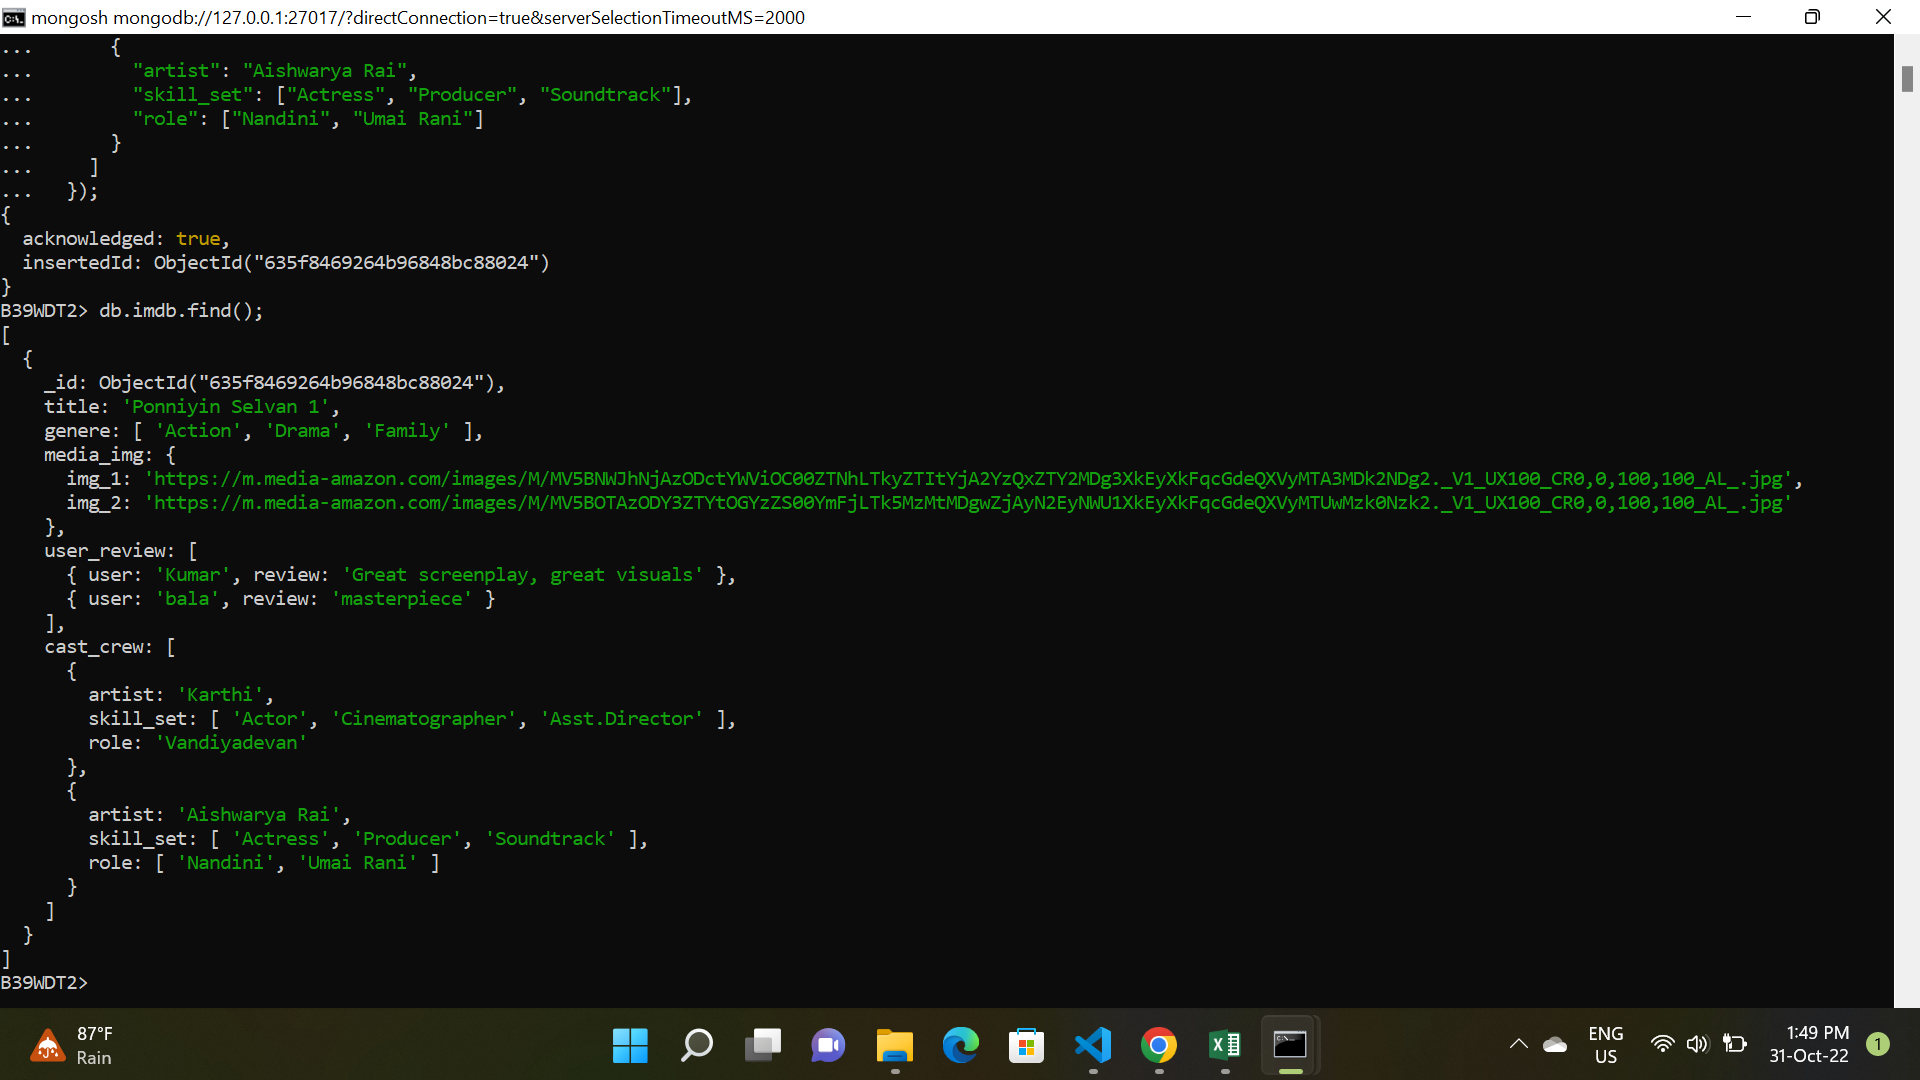 mongosh mongodb://127.0.0.1:27017/?directConnection=true&serverSelectionTimeoutMS=2000
...       {
...         "artist": "Aishwarya Rai",
...         "skill_set": ["Actress", "Producer", "Soundtrack"],
...         "role": ["Nandini", "Umai Rani"]
...       }
...     ]
...   });
{
  acknowledged: true,
  insertedId: ObjectId("635f8469264b96848bc88024")
}
B39WDT2> db.imdb.find();
[
  {
    _id: ObjectId("635f8469264b96848bc88024"),
    title: 'Ponniyin Selvan 1',
    genere: [ 'Action', 'Drama', 'Family' ],
    media_img: {
      img_1: 'https://m.media-amazon.com/images/M/MV5BNWJhNjAzODctYWViOC00ZTNhLTkyZTItYjA2YzQxZTY2MDg3XkEyXkFqcGdeQXVyMTA3MDk2NDg2._V1_UX100_CR0,0,100,100_AL_.jpg',
      img_2: 'https://m.media-amazon.com/images/M/MV5BOTAzODY3ZTYtOGYzZS00YmFjLTk5MzMtMDgwZjAyN2EyNWU1XkEyXkFqcGdeQXVyMTUwMzk0Nzk2._V1_UX100_CR0,0,100,100_AL_.jpg'
    },
    user_review: [
      { user: 'Kumar', review: 'Great screenplay, great visuals' },
      { user: 'bala', review: 'masterpiece' }
    ],
    cast_crew: [
      {
        artist: 'Karthi',
        skill_set: [ 'Actor', 'Cinematographer', 'Asst.Director' ],
        role: 'Vandiyadevan'
      },
      {
        artist: 'Aishwarya Rai',
        skill_set: [ 'Actress', 'Producer', 'Soundtrack' ],
        role: [ 'Nandini', 'Umai Rani' ]
      }
    ]
  }
]
B39WDT2>
87°F
Rain
ENG
US
1:49 PM
31-Oct-22
1